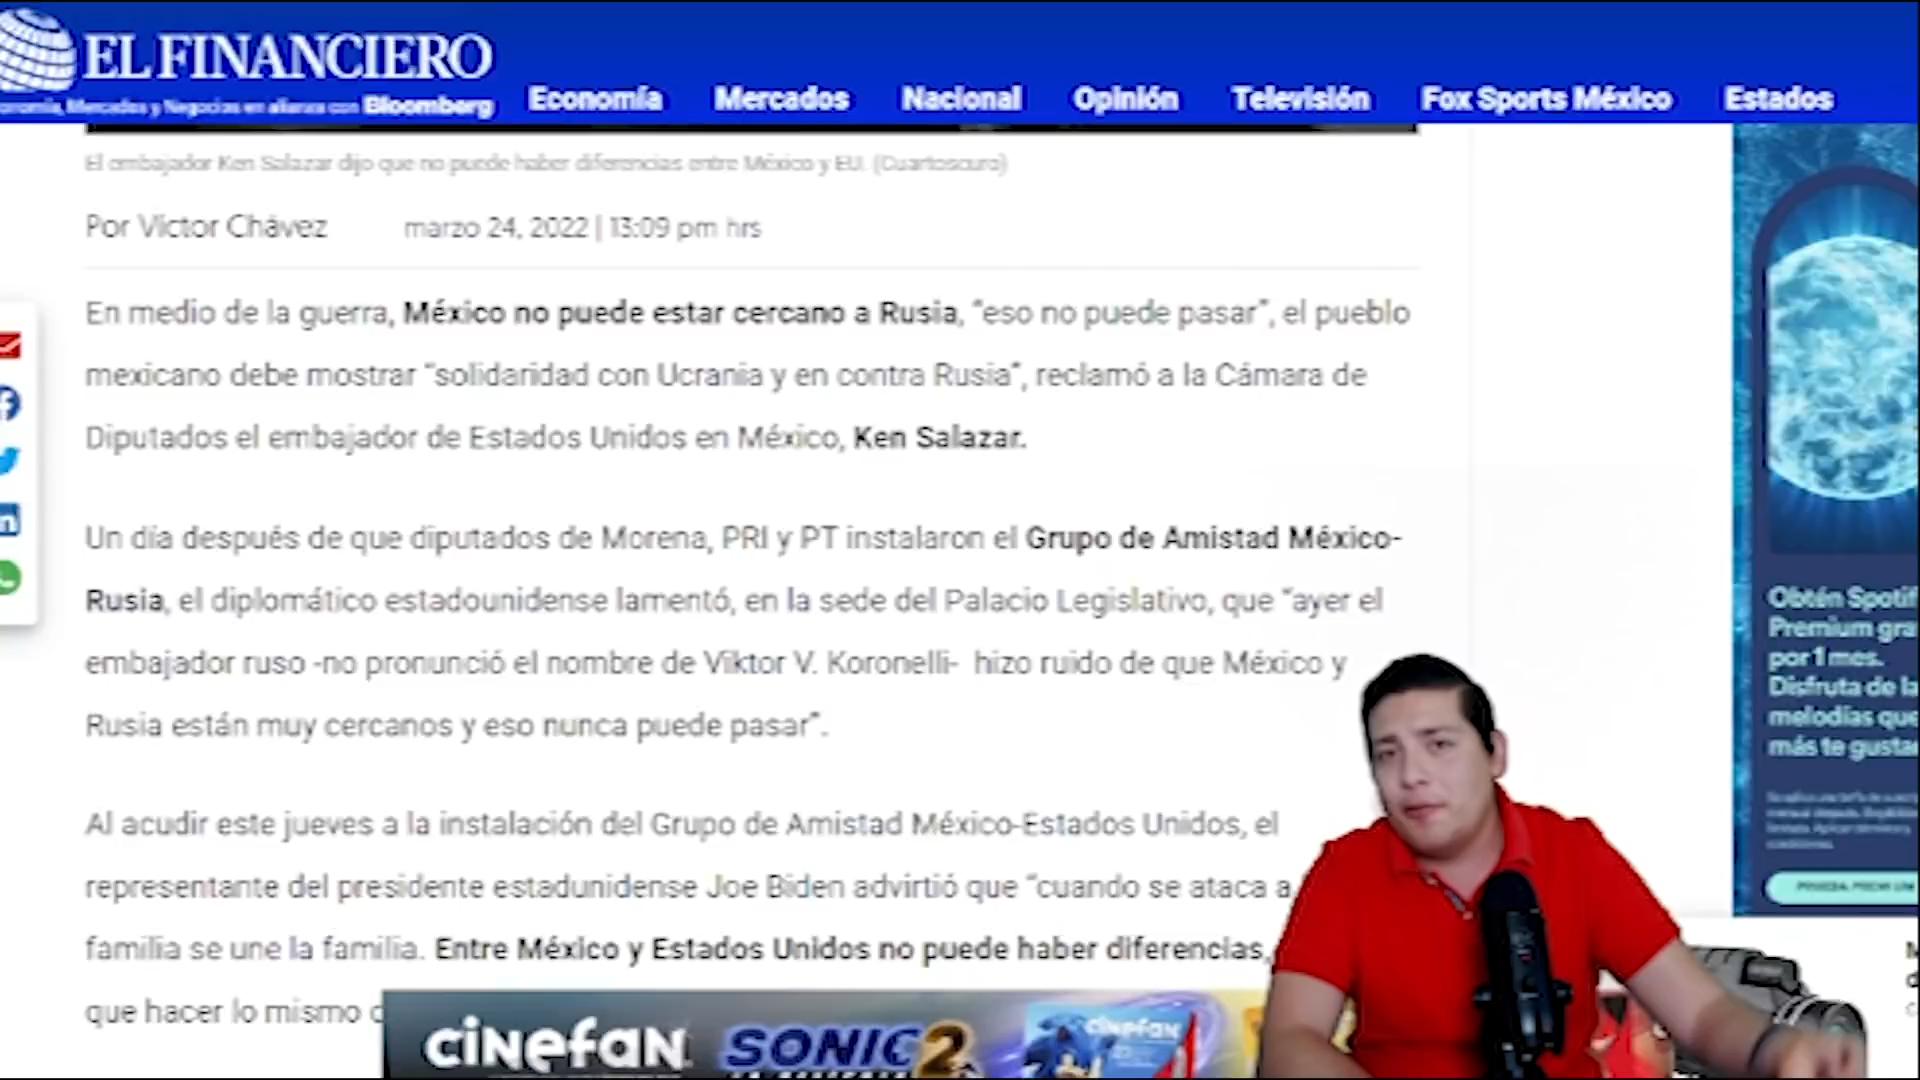 EL FINANCIERO
Mercados y Negocios en alianza con Bloomberg
Economía Mercados Nacional Opinión Televisión Fox Sports México Estados
El embajador Ken Salazar dijo que no puede haber diferencias entre México y EU. (Cuartoscuro)
Por Víctor Chávez marzo 24, 2022 | 13:09 pm hrs
En medio de la guerra, México no puede estar cercano a Rusia, “eso no puede pasar”, el pueblo
mexicano debe mostrar “solidaridad con Ucrania y en contra Rusia”, reclamó a la Cámara de
Diputados el embajador de Estados Unidos en México, Ken Salazar.
Un día después de que diputados de Morena, PRI y PT instalaron el Grupo de Amistad México-
Rusia, el diplomático estadounidense lamentó, en la sede del Palacio Legislativo, que “ayer el
embajador ruso -no pronunció el nombre de Viktor V. Koronelli- hizo ruido de que México y
Rusia están muy cercanos y eso nunca puede pasar”.
Al acudir este jueves a la instalación del Grupo de Amistad México-Estados Unidos, el
representante del presidente estadunidense Joe Biden advirtió que “cuando se ataca a
familia se une la familia. Entre México y Estados Unidos no puede haber diferencias,
que hacer lo mismo
Obtén Spotif
Premium gra
por 1 mes.
Disfruta de la
melodías que
más te gusta
cinefan SONIC 2
cinefan